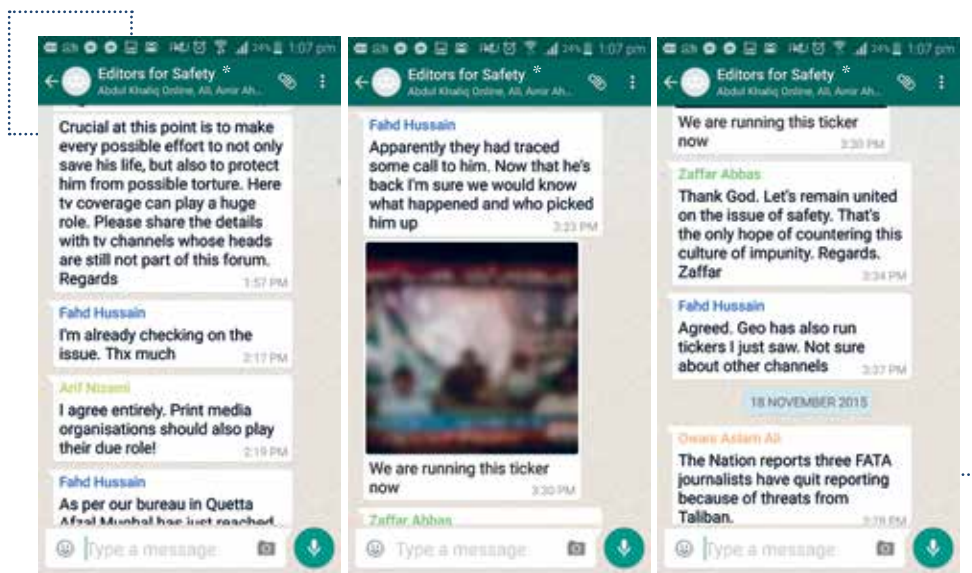 1:07 pm
Editors for Safety *
Abdul Khaliq Online, Ali, Amir Ah...
Crucial at this point is to make
every possible effort to not only
save his life, but also to protect
him from possible torture. Here
tv coverage can play a huge
role. Please share the details
with tv channels whose heads
are still not part of this forum.
Regards
1:57 PM
Fahd Hussain
I'm already checking on the
issue. Thx much
2:17 PM
Arif Nizami
I agree entirely. Print media
organisations should also play
their due role!
2:19 PM
Fahd Hussain
As per our bureau in Quetta
Afzal Mughal has just reached
Type a message
1:07 pm
Editors for Safety *
Abdul Khaliq Online, Ali, Amir Ah...
Fahd Hussain
Apparently they had traced
some call to him. Now that he's
back I'm sure we would know
what happened and who picked
him up
3:23 PM
We are running this ticker
now
3:30 PM
Zaffar Abbas
Type a message
1:07 pm
Editors for Safety *
Abdul Khaliq Online, Ali, Amir Ah...
We are running this ticker
now
3:30 PM
Zaffar Abbas
Thank God. Let's remain united
on the issue of safety. That's
the only hope of countering this
culture of impunity. Regards.
Zaffar
3:34 PM
Fahd Hussain
Agreed. Geo has also run
tickers I just saw. Not sure
about other channels
3:37 PM
18 NOVEMBER 2015
Owais Aslam Ali
The Nation reports three FATA
journalists have quit reporting
because of threats from
Taliban.
Type a message